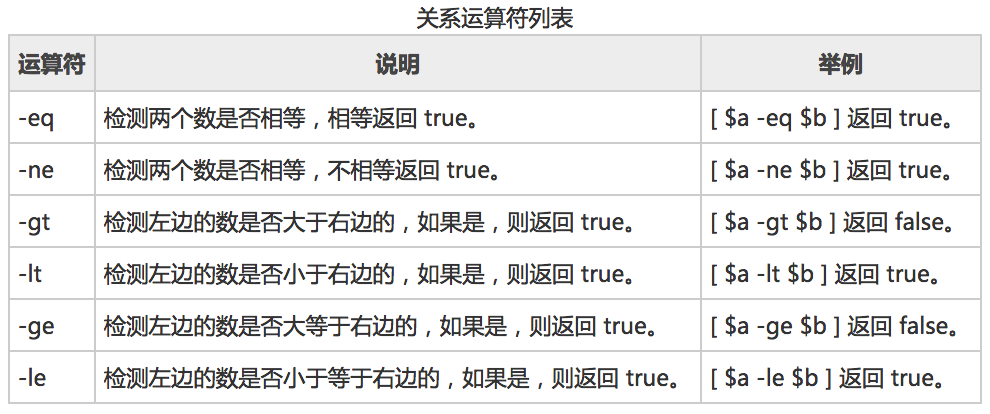 关系运算符列表
运算符 说明 举例
-eq 检测两个数是否相等，相等返回 true。 [ $a -eq $b ] 返回 true。
-ne 检测两个数是否相等，不相等返回 true。 [ $a -ne $b ] 返回 true。
-gt 检测左边的数是否大于右边的，如果是，则返回 true。 [ $a -gt $b ] 返回 false。
-lt 检测左边的数是否小于右边的，如果是，则返回 true。 [ $a -lt $b ] 返回 true。
-ge 检测左边的数是否大等于右边的，如果是，则返回 true。 [ $a -ge $b ] 返回 false。
-le 检测左边的数是否小于等于右边的，如果是，则返回 true。 [ $a -le $b ] 返回 true。